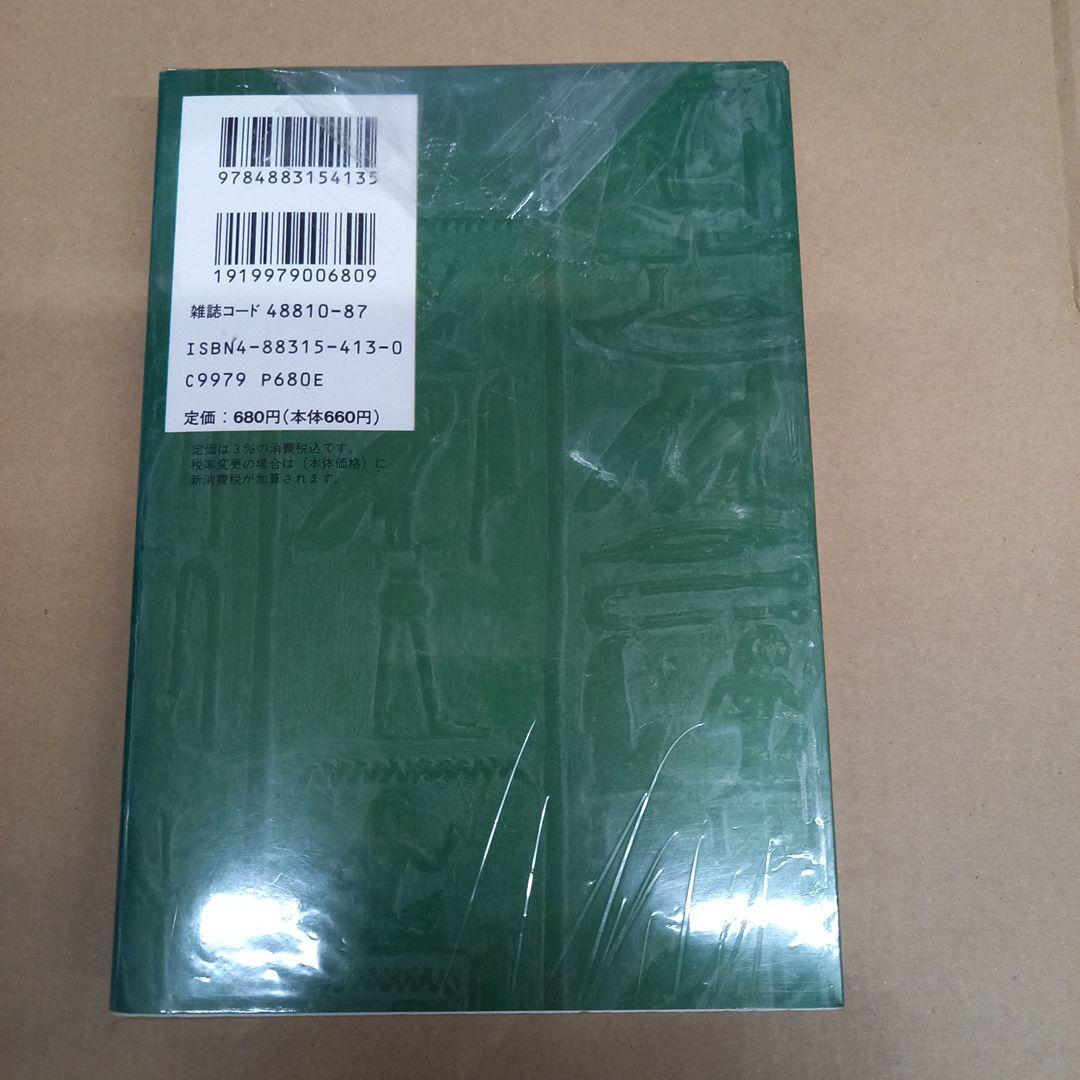 9784883154135
1919979006809
雑誌コード 48810-87
ISBN4-88315-413-0
C9979 P680E
定価：680円(本体660円)
定価は3%の消費税込です。
税率変更の場合は（本体価格）に
新消費税が加算されます。